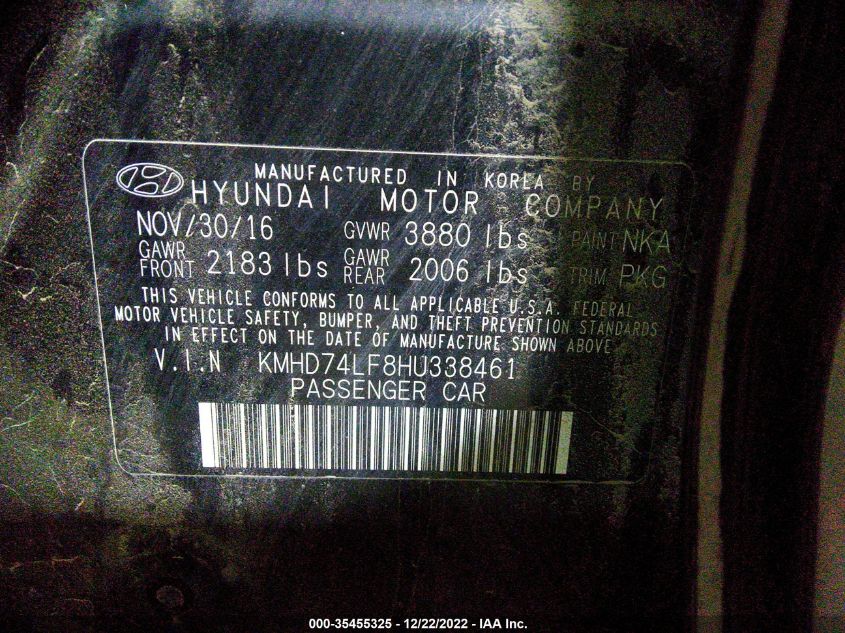 MANUFACTURED IN KOREA BY
HYUNDAI MOTOR COMPANY
NOV/30/16 GVWR 3880 lbs PAINT NKA
GAWR FRONT 2183 lbs GAWR REAR 2006 lbs TRIM PKG
THIS VEHICLE CONFORMS TO ALL APPLICABLE U.S.A. FEDERAL
MOTOR VEHICLE SAFETY, BUMPER, AND THEFT PREVENTION STANDARDS
IN EFFECT ON THE DATE OF MANUFACTURE SHOWN ABOVE
V.I.N KMHD74LF8HU338461
PASSENGER CAR
000-35455325 - 12/22/2022 - IAA Inc.